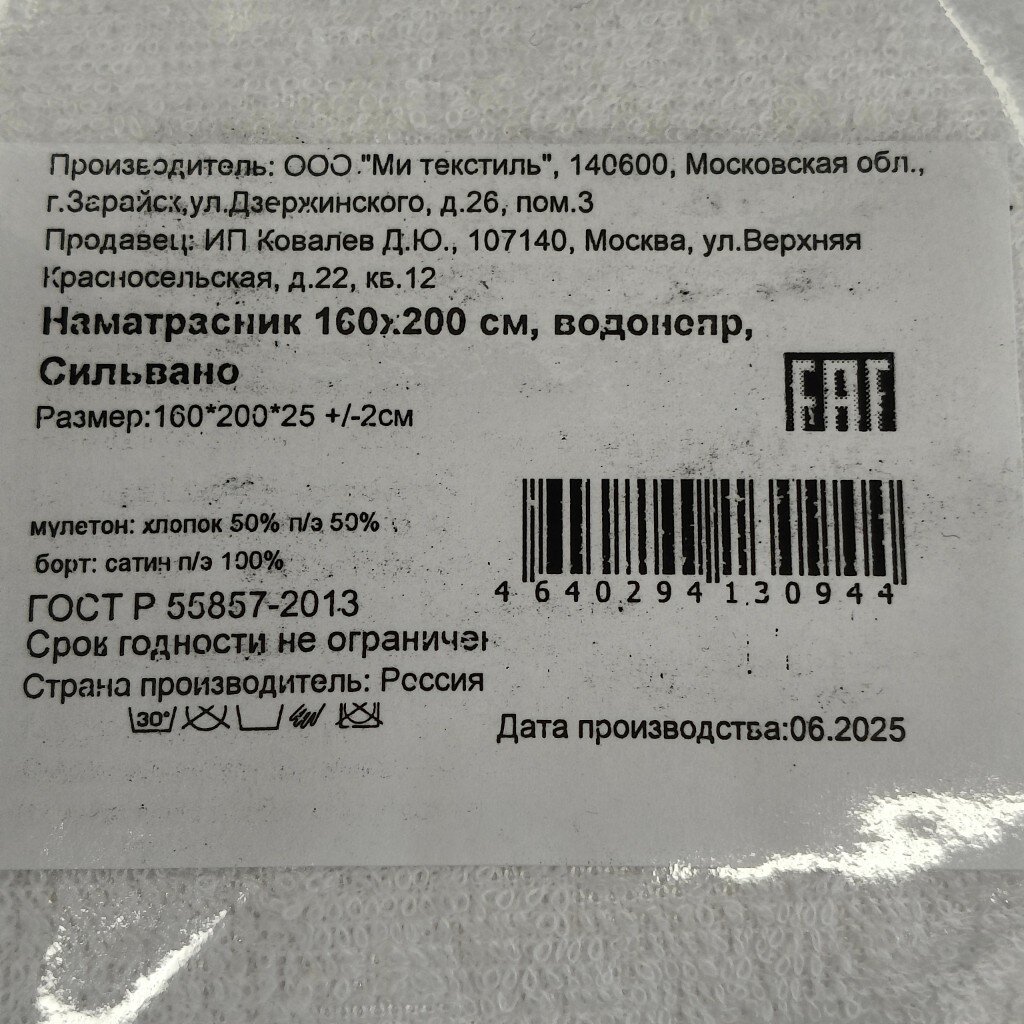 Производитель: ООО "Ми текстиль", 140600, Московская обл.,
г.Зарайск,ул.Дзержинского, д.26, пом.3
Продавец: ИП Ковалев Д.Ю., 107140, Москва, ул.Верхняя
Красносельская, д.22, кв.12
Наматрасник 160х200 см, водонепр,
Сильвано
Размер:160*200*25 +/-2см
EAC
мулетон: хлопок 50% п/э 50%
борт: сатин п/э 100%
4 640294 130944
ГОСТ Р 55857-2013
Срок годности не ограничен
Страна производитель: Россия
30°
Дата производства:06.2025